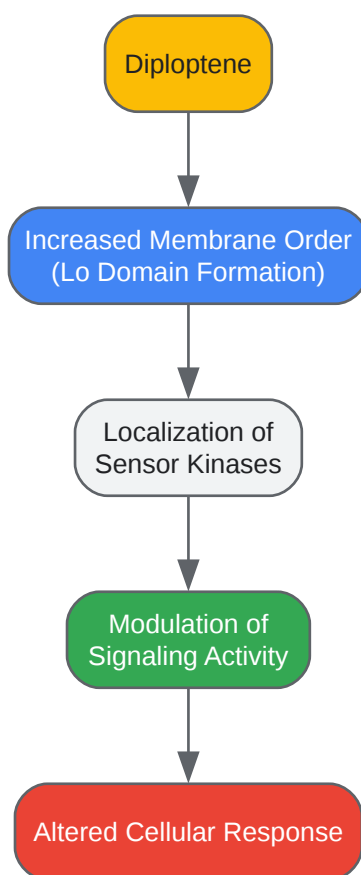 Diploptene
Increased Membrane Order
(Lo Domain Formation)
Localization of
Sensor Kinases
Modulation of
Signaling Activity
Altered Cellular Response